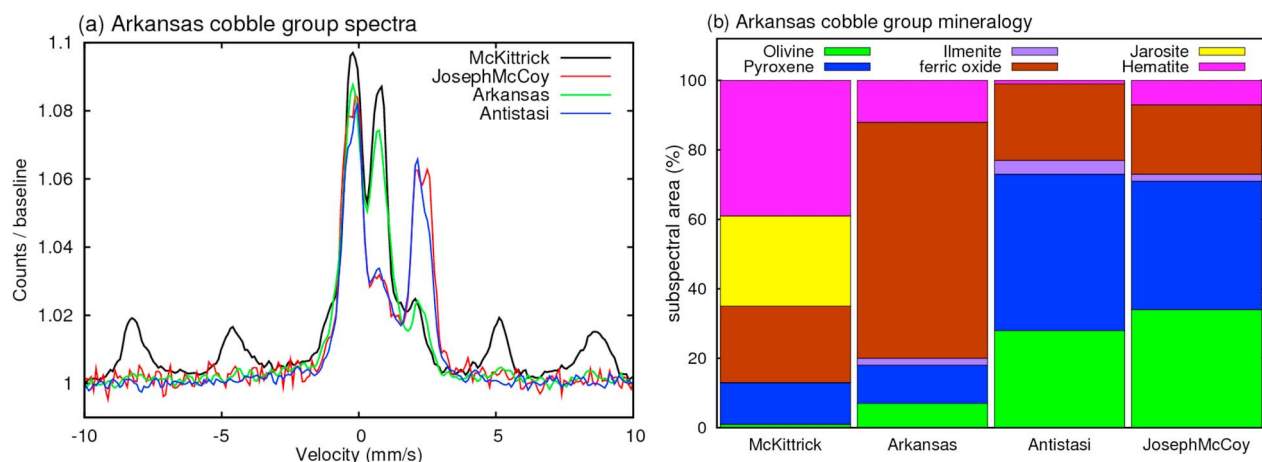 (a) Arkansas cobble group spectra
McKittrick
JosephMcCoy
Arkansas
Antistasi
1.1
1.08
1.06
1.04
1.02
1
Counts / baseline
-10
-5
0
5
10
Velocity (mm/s)
(b) Arkansas cobble group mineralogy
Olivine
Ilmenite
Jarosite
Pyroxene
ferric oxide
Hematite
100
80
60
40
20
0
subspectral area (%)
McKittrick
Arkansas
Antistasi
JosephMcCoy